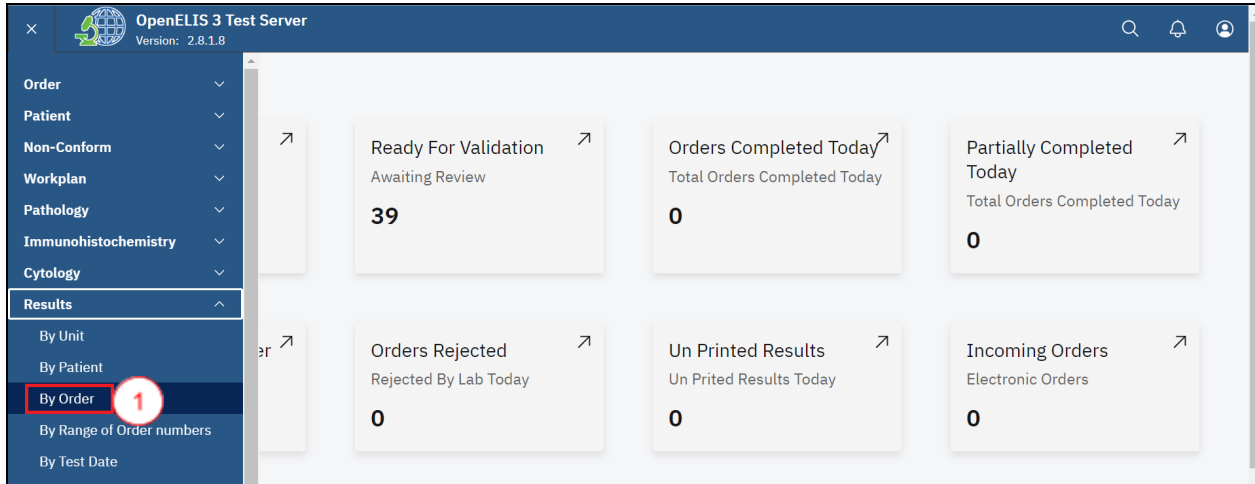 OpenELIS 3 Test Server
Version: 2.8.1.8
Order
Patient
Non-Conform
Workplan
Pathology
Immunohistochemistry
Cytology
Results
By Unit
By Patient
By Order
1
By Range of Order numbers
By Test Date
Ready For Validation
Awaiting Review
39
Orders Completed Today
Total Orders Completed Today
0
Partially Completed
Today
Total Orders Completed Today
0
er
Orders Rejected
Rejected By Lab Today
0
Un Printed Results
Un Prited Results Today
0
Incoming Orders
Electronic Orders
0